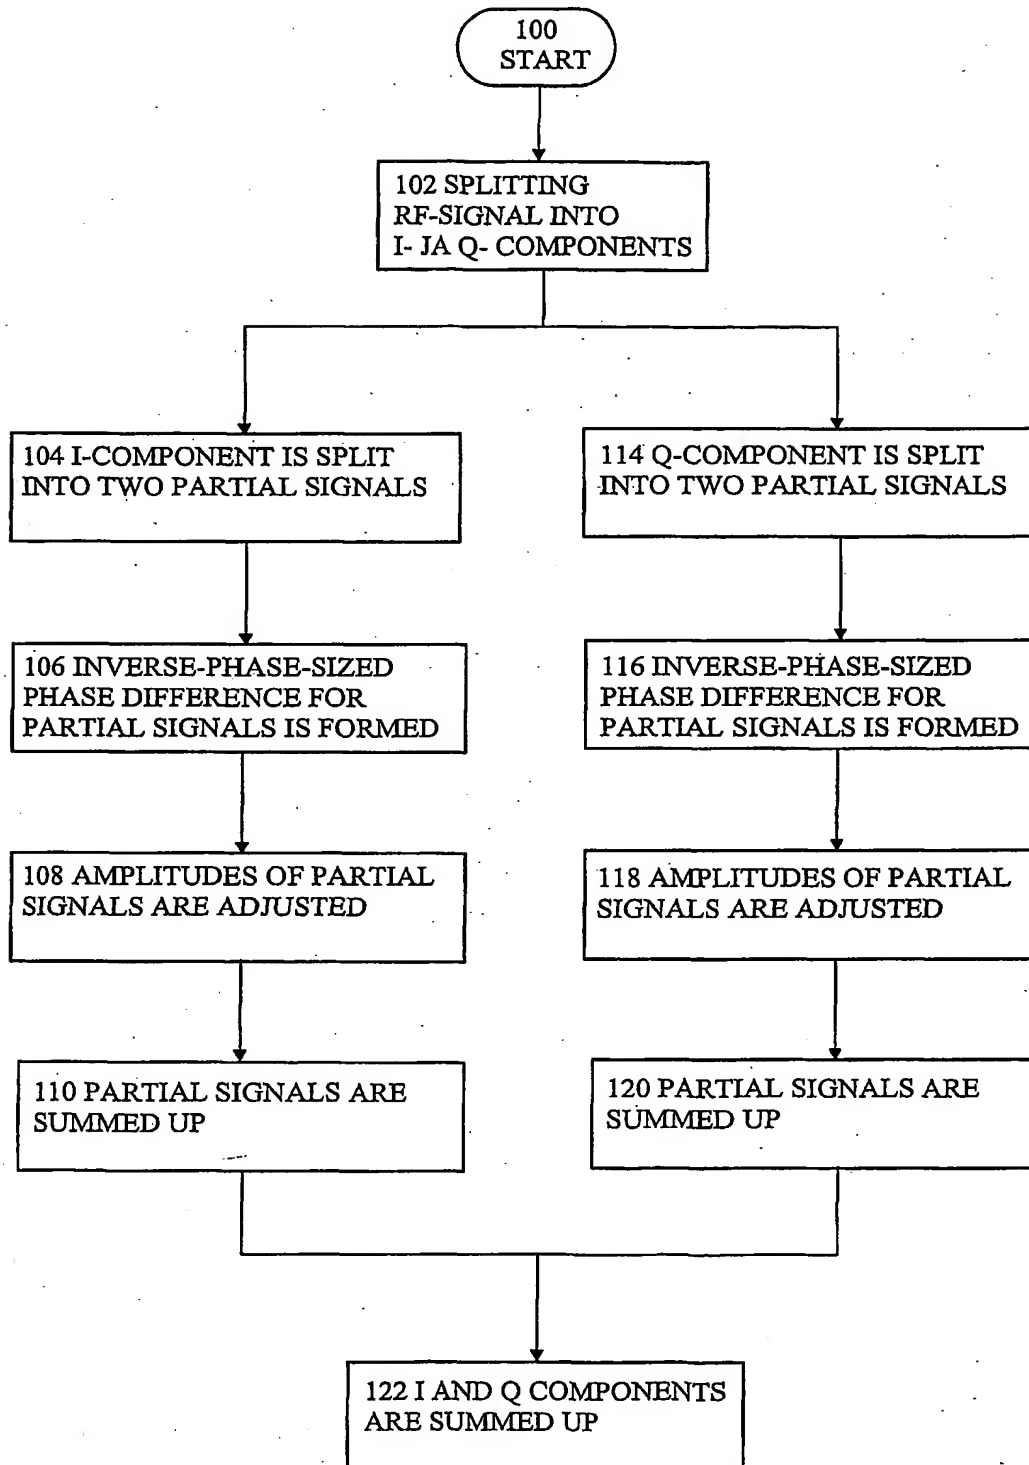 100
START
102 SPLITTING
RF-SIGNAL INTO
I- JA Q- COMPONENTS
104 I-COMPONENT IS SPLIT
INTO TWO PARTIAL SIGNALS
114 Q-COMPONENT IS SPLIT
INTO TWO PARTIAL SIGNALS
106 INVERSE-PHASE-SIZED
PHASE DIFFERENCE FOR
PARTIAL SIGNALS IS FORMED
116 INVERSE-PHASE-SIZED
PHASE DIFFERENCE FOR
PARTIAL SIGNALS IS FORMED
108 AMPLITUDES OF PARTIAL
SIGNALS ARE ADJUSTED
118 AMPLITUDES OF PARTIAL
SIGNALS ARE ADJUSTED
110 PARTIAL SIGNALS ARE
SUMMED UP
120 PARTIAL SIGNALS ARE
SUMMED UP
122 I AND Q COMPONENTS
ARE SUMMED UP